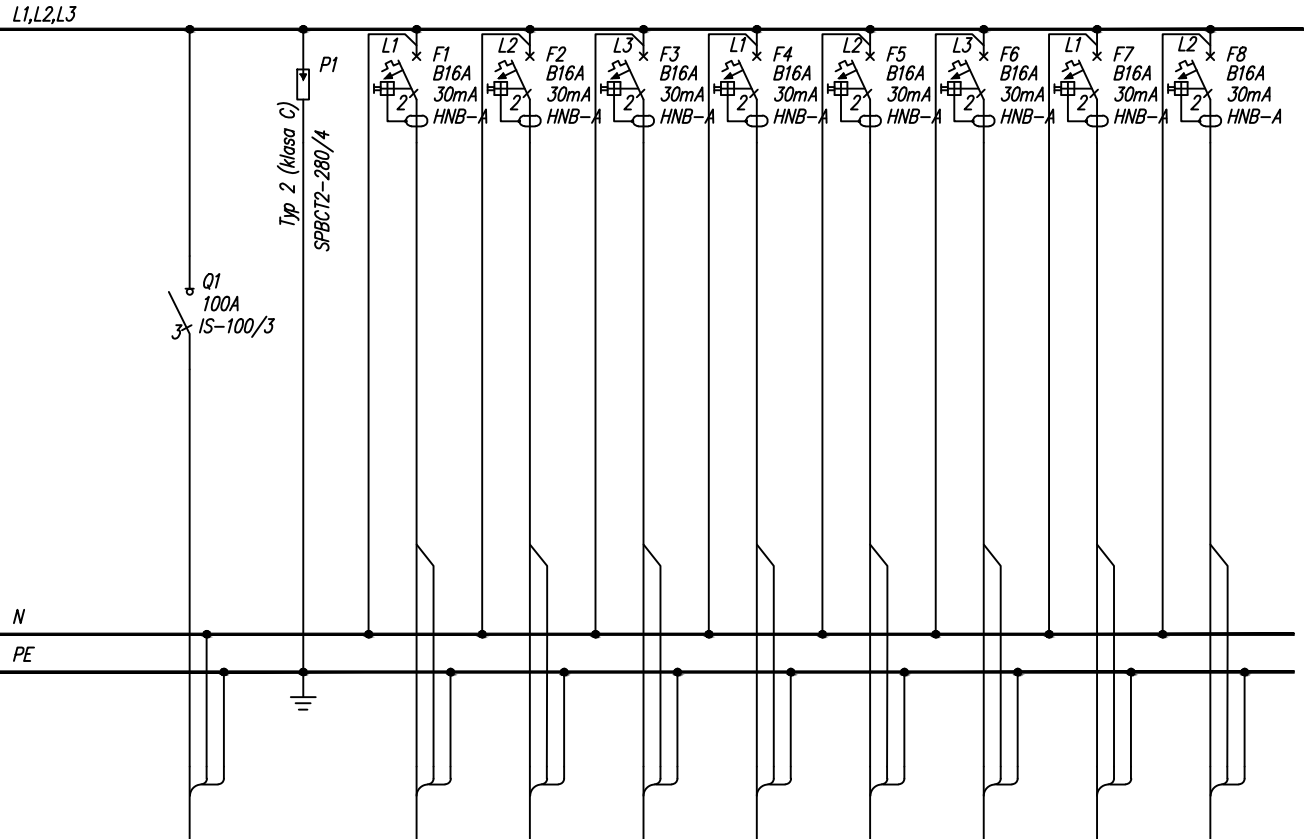 L1,L2,L3
P1
Typ 2 (klasa C)
SPBCT2-280/4
Q1
100A
IS-100/3
3
L1
F1
B16A
30mA
HNB-A
2
L2
F2
B16A
30mA
HNB-A
2
L3
F3
B16A
30mA
HNB-A
2
L1
F4
B16A
30mA
HNB-A
2
L2
F5
B16A
30mA
HNB-A
2
L3
F6
B16A
30mA
HNB-A
2
L1
F7
B16A
30mA
HNB-A
2
L2
F8
B16A
30mA
HNB-A
2
N
PE